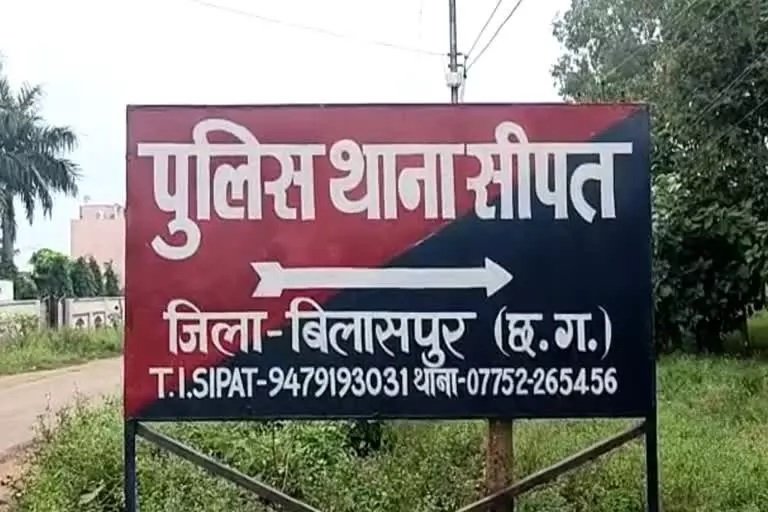 पुलिस थाना सीपत
जिला-बिलासपुर (छ.ग.)
T.I.SIPAT-9479193031 थाना-07752-265456